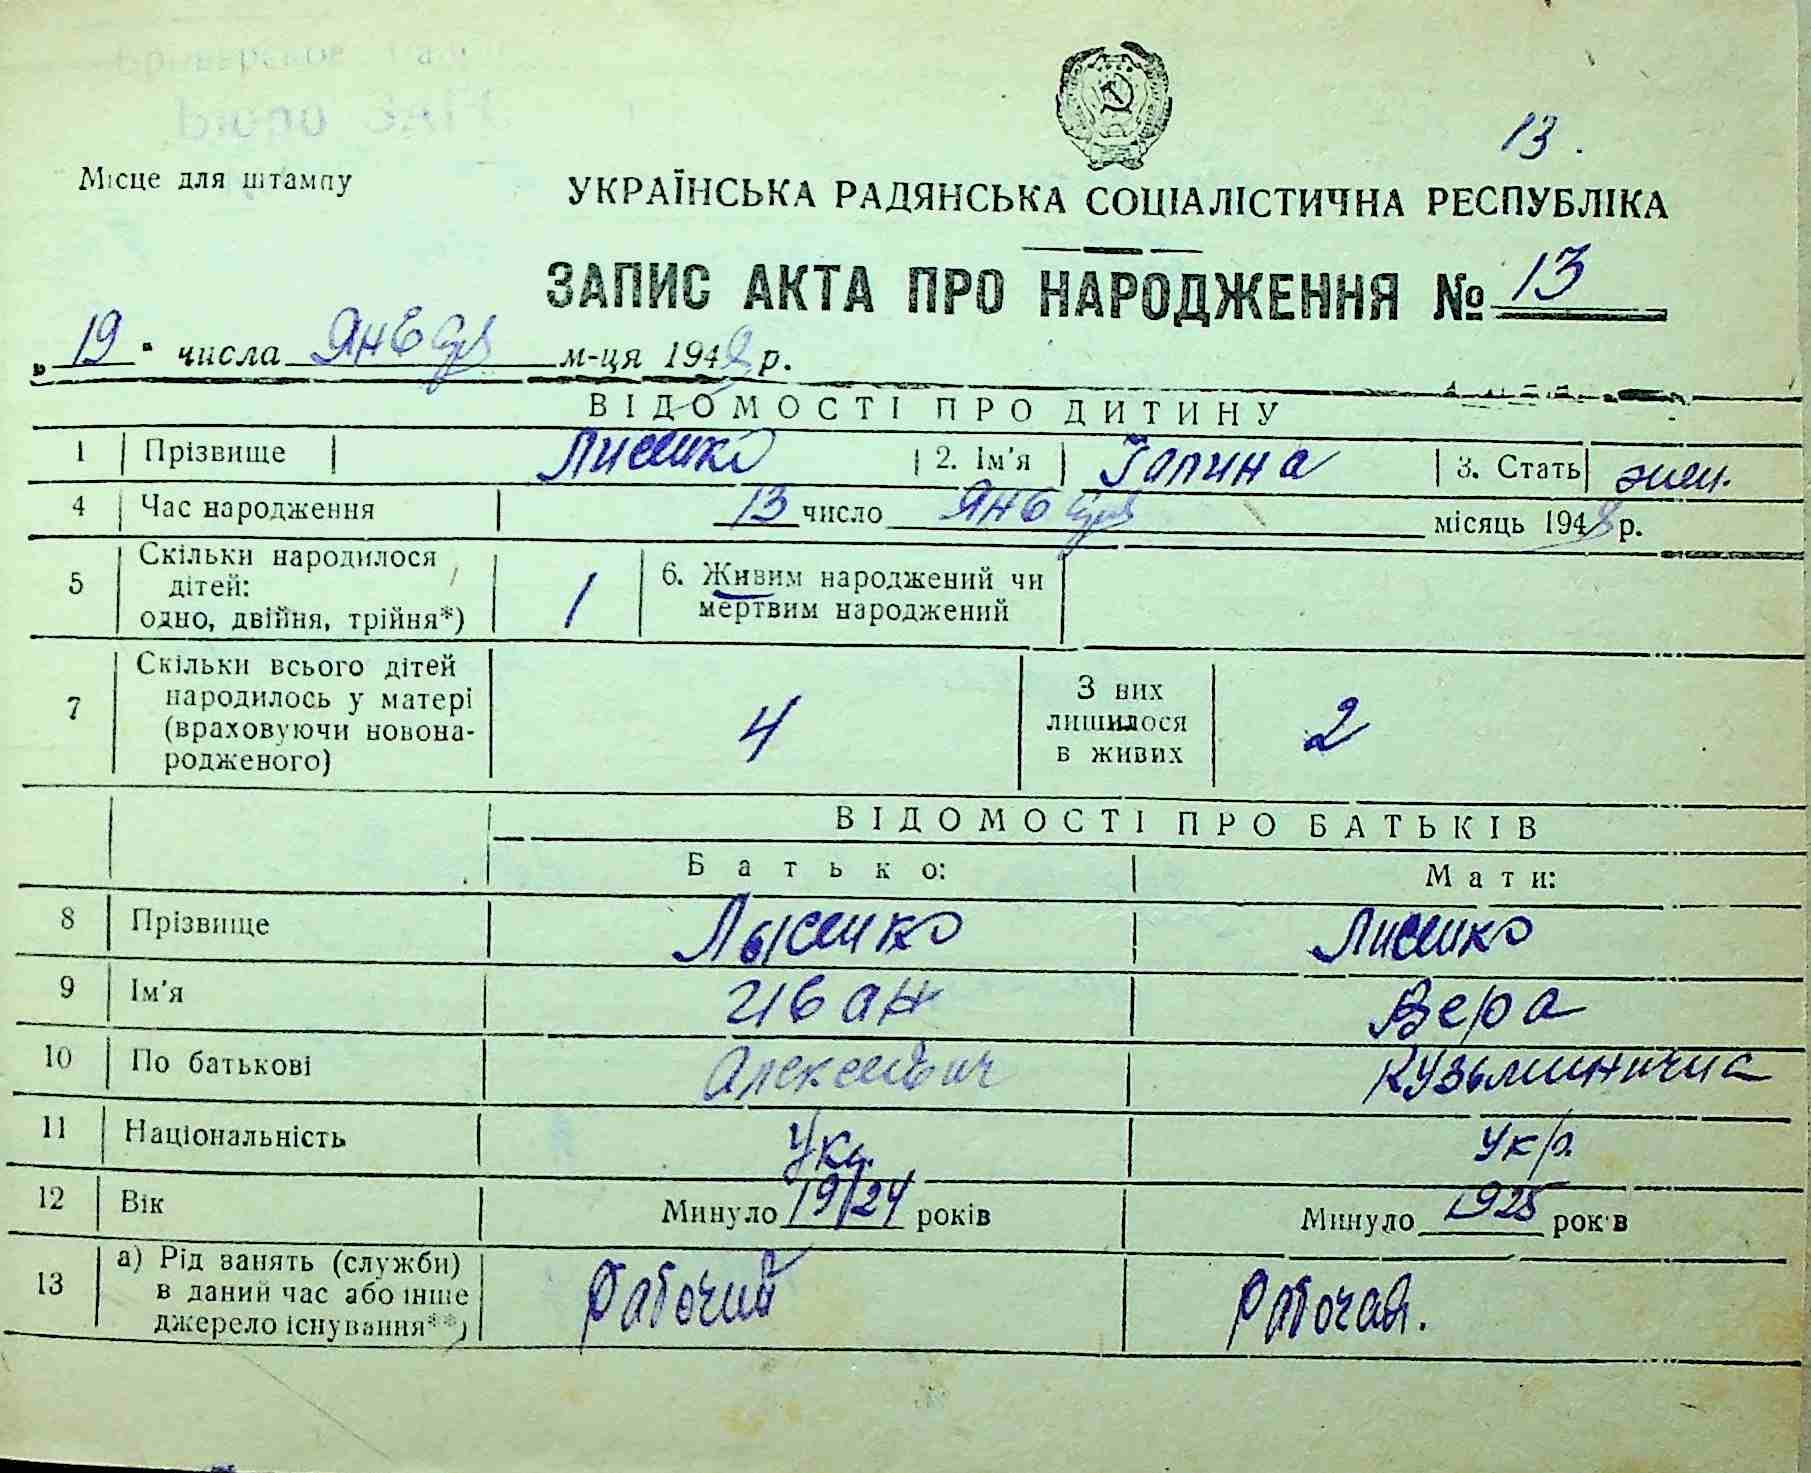 Бюро ЗАГС
13.
Місце для штампу
УКРАЇНСЬКА РАДЯНСЬКА СОЦІАЛІСТИЧНА РЕСПУБЛІКА
ЗАПИС АКТА ПРО НАРОДЖЕННЯ № 13
„19" числа января м-ця 1948 р.
ВІДОМОСТІ ПРО ДИТИНУ
1 Прізвище Лисенко 2. Ім'я Галина 3. Стать жен.
4 Час народження 13 число января місяць 1948 р.
5 Скільки народилося дітей: одно, двійня, трійня*) 1 6. Живим народжений чи мертвим народжений
7 Скільки всього дітей народилось у матері (враховуючи новонародженого) 4 З них лишилося в живих 2
ВІДОМОСТІ ПРО БАТЬКІВ
Батько: Мати:
8 Прізвище Лысенко Лисенко
9 Ім'я Иван Вера
10 По батькові Алексеевич Кузьминична
11 Національність Укр. Укр.
12 Вік Минуло 1924 років Минуло 1925 років
13 а) Рід занять (служби) в даний час або інше джерело існування**) Рабочий Рабочая.